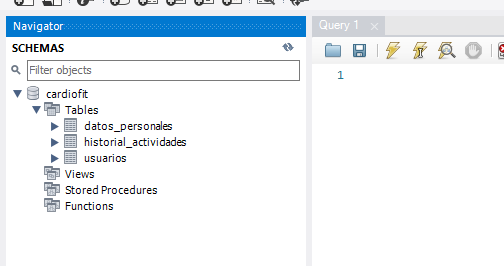 Navigator
SCHEMAS
Filter objects
cardiofit
Tables
datos_personales
historial_actividades
usuarios
Views
Stored Procedures
Functions
Query 1
1